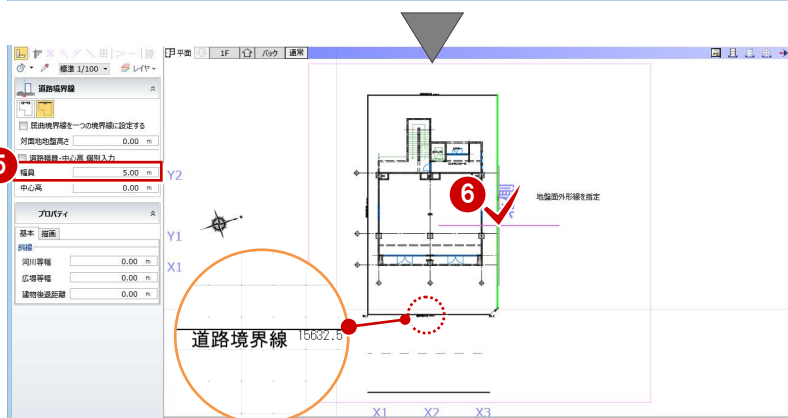 平面 1F バック 通常
標準 1/100 レイヤ
道路境界線
屈曲境界線を一つの境界線に設定する
対面地地盤高さ 0.00 m
道路幅員・中心高 個別入力
5
幅員 5.00 m
中心高 0.00 m
プロパティ
基本 描画
斜線
河川等幅 0.00 m
広場等幅 0.00 m
建物後退距離 0.00 m
Y2
Y1
X1
6
地盤面外形線を指定
道路境界線 15632.5
X1 X2 X3